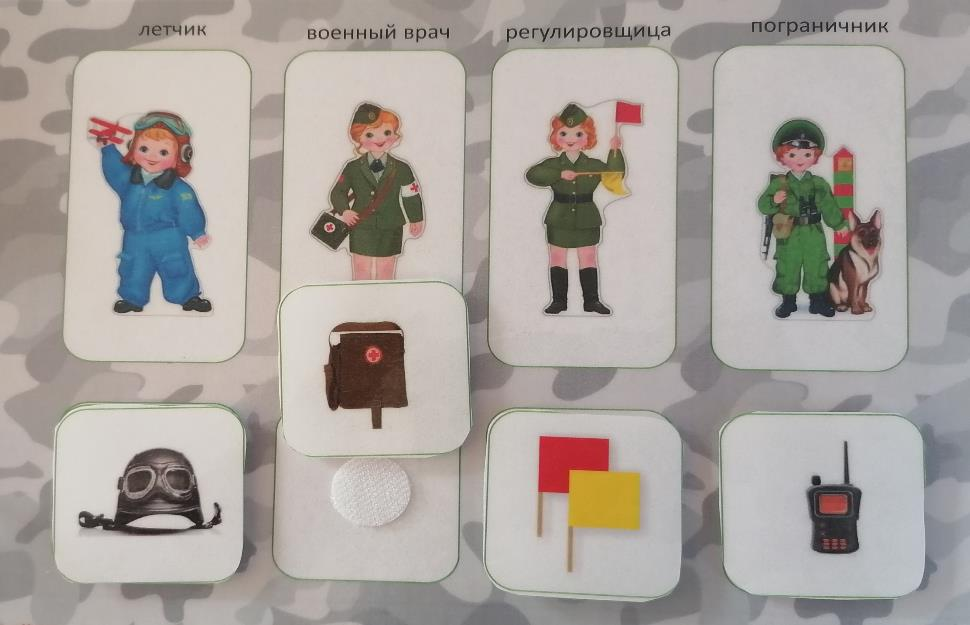 летчик
военный врач
регулировщица
пограничник